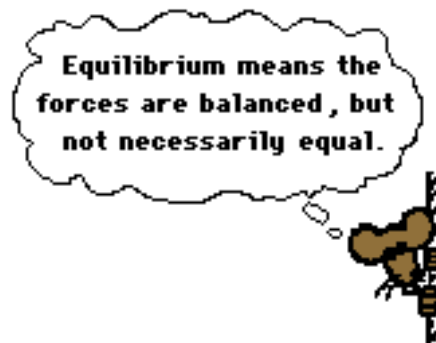 Equilibrium means the
forces are balanced, but
not necessarily equal.